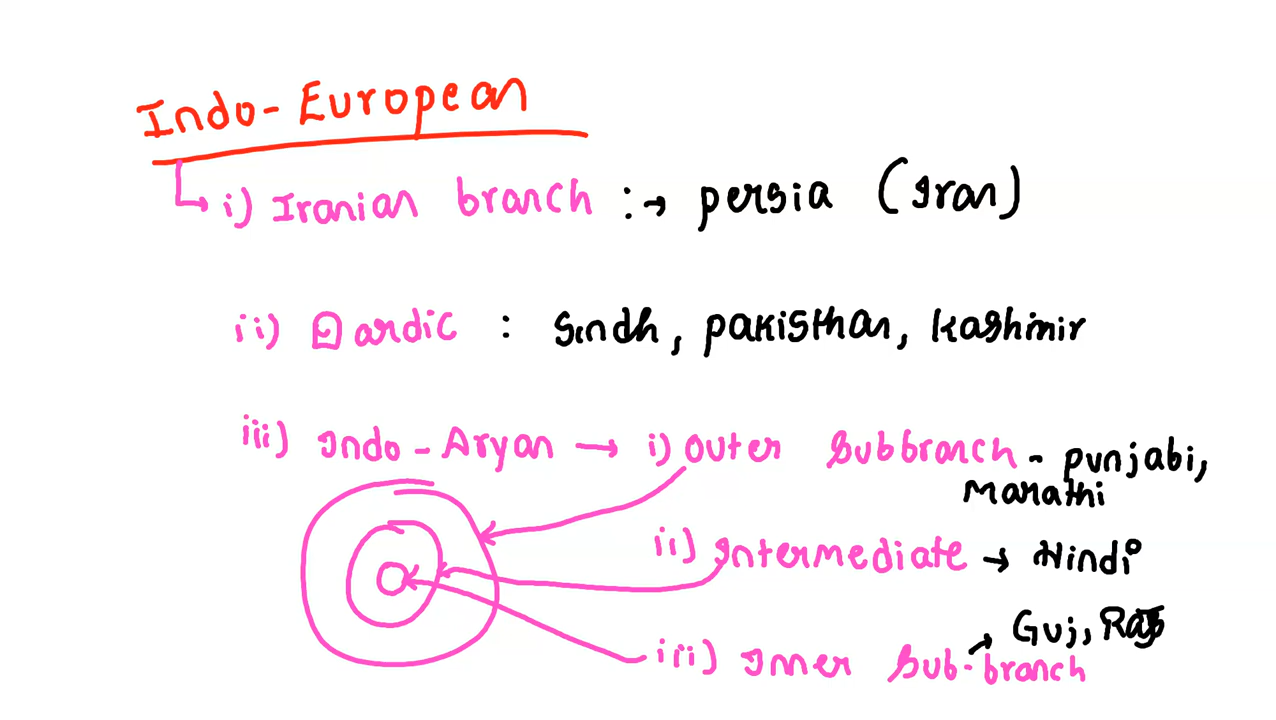 Indo-European
i) Iranian branch :→ persia (Iran)
ii) Dardic : Sindh, pakisthan, kashmir
iii) Indo-Aryan → i) Outer Subbranch - punjabi,
Marathi
ii) Intermediate → Hindi
Guj, Raj
iii) Inner Sub-branch